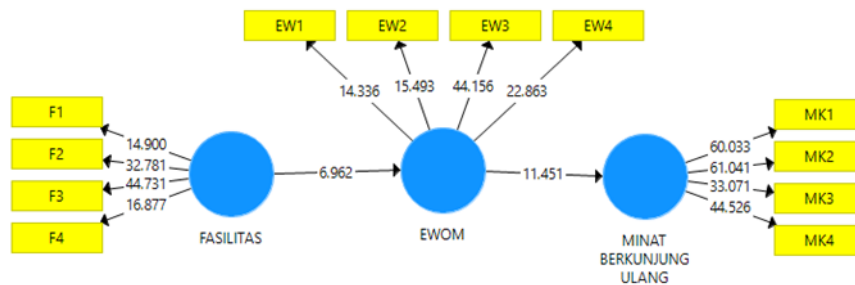 EW1
EW2
EW3
EW4
14.336
15.493
44.156
22.863
F1
F2
F3
F4
14.900
32.781
44.731
16.877
6.962
11.451
60.033
61.041
33.071
44.526
MK1
MK2
MK3
MK4
FASILITAS
EWOM
MINAT
BERKUNJUNG
ULANG